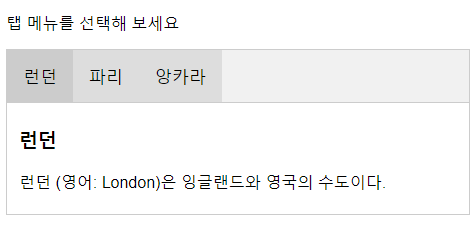 탭 메뉴를 선택해 보세요
런던 파리 앙카라
런던
런던 (영어: London)은 잉글랜드와 영국의 수도이다.